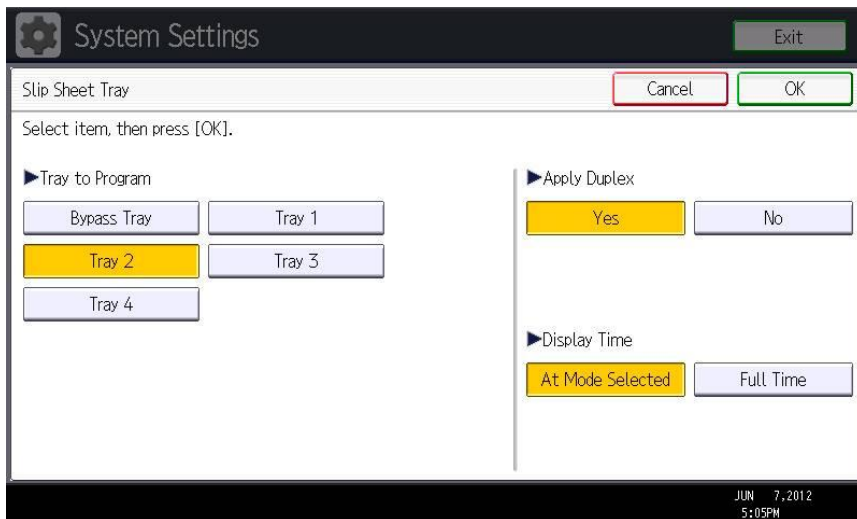 System Settings
Exit
Slip Sheet Tray
Cancel
OK
Select item, then press [OK].
▶Tray to Program
Bypass Tray
Tray 1
Tray 2
Tray 3
Tray 4
▶Apply Duplex
Yes
No
▶Display Time
At Mode Selected
Full Time
JUN 7,2012
5:05PM